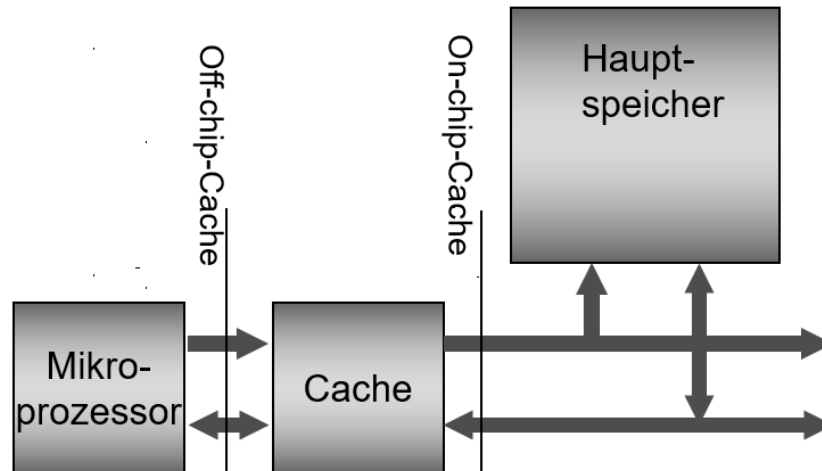 Off-chip-Cache
On-chip-Cache
Haupt-
speicher
Mikro-
prozessor
Cache